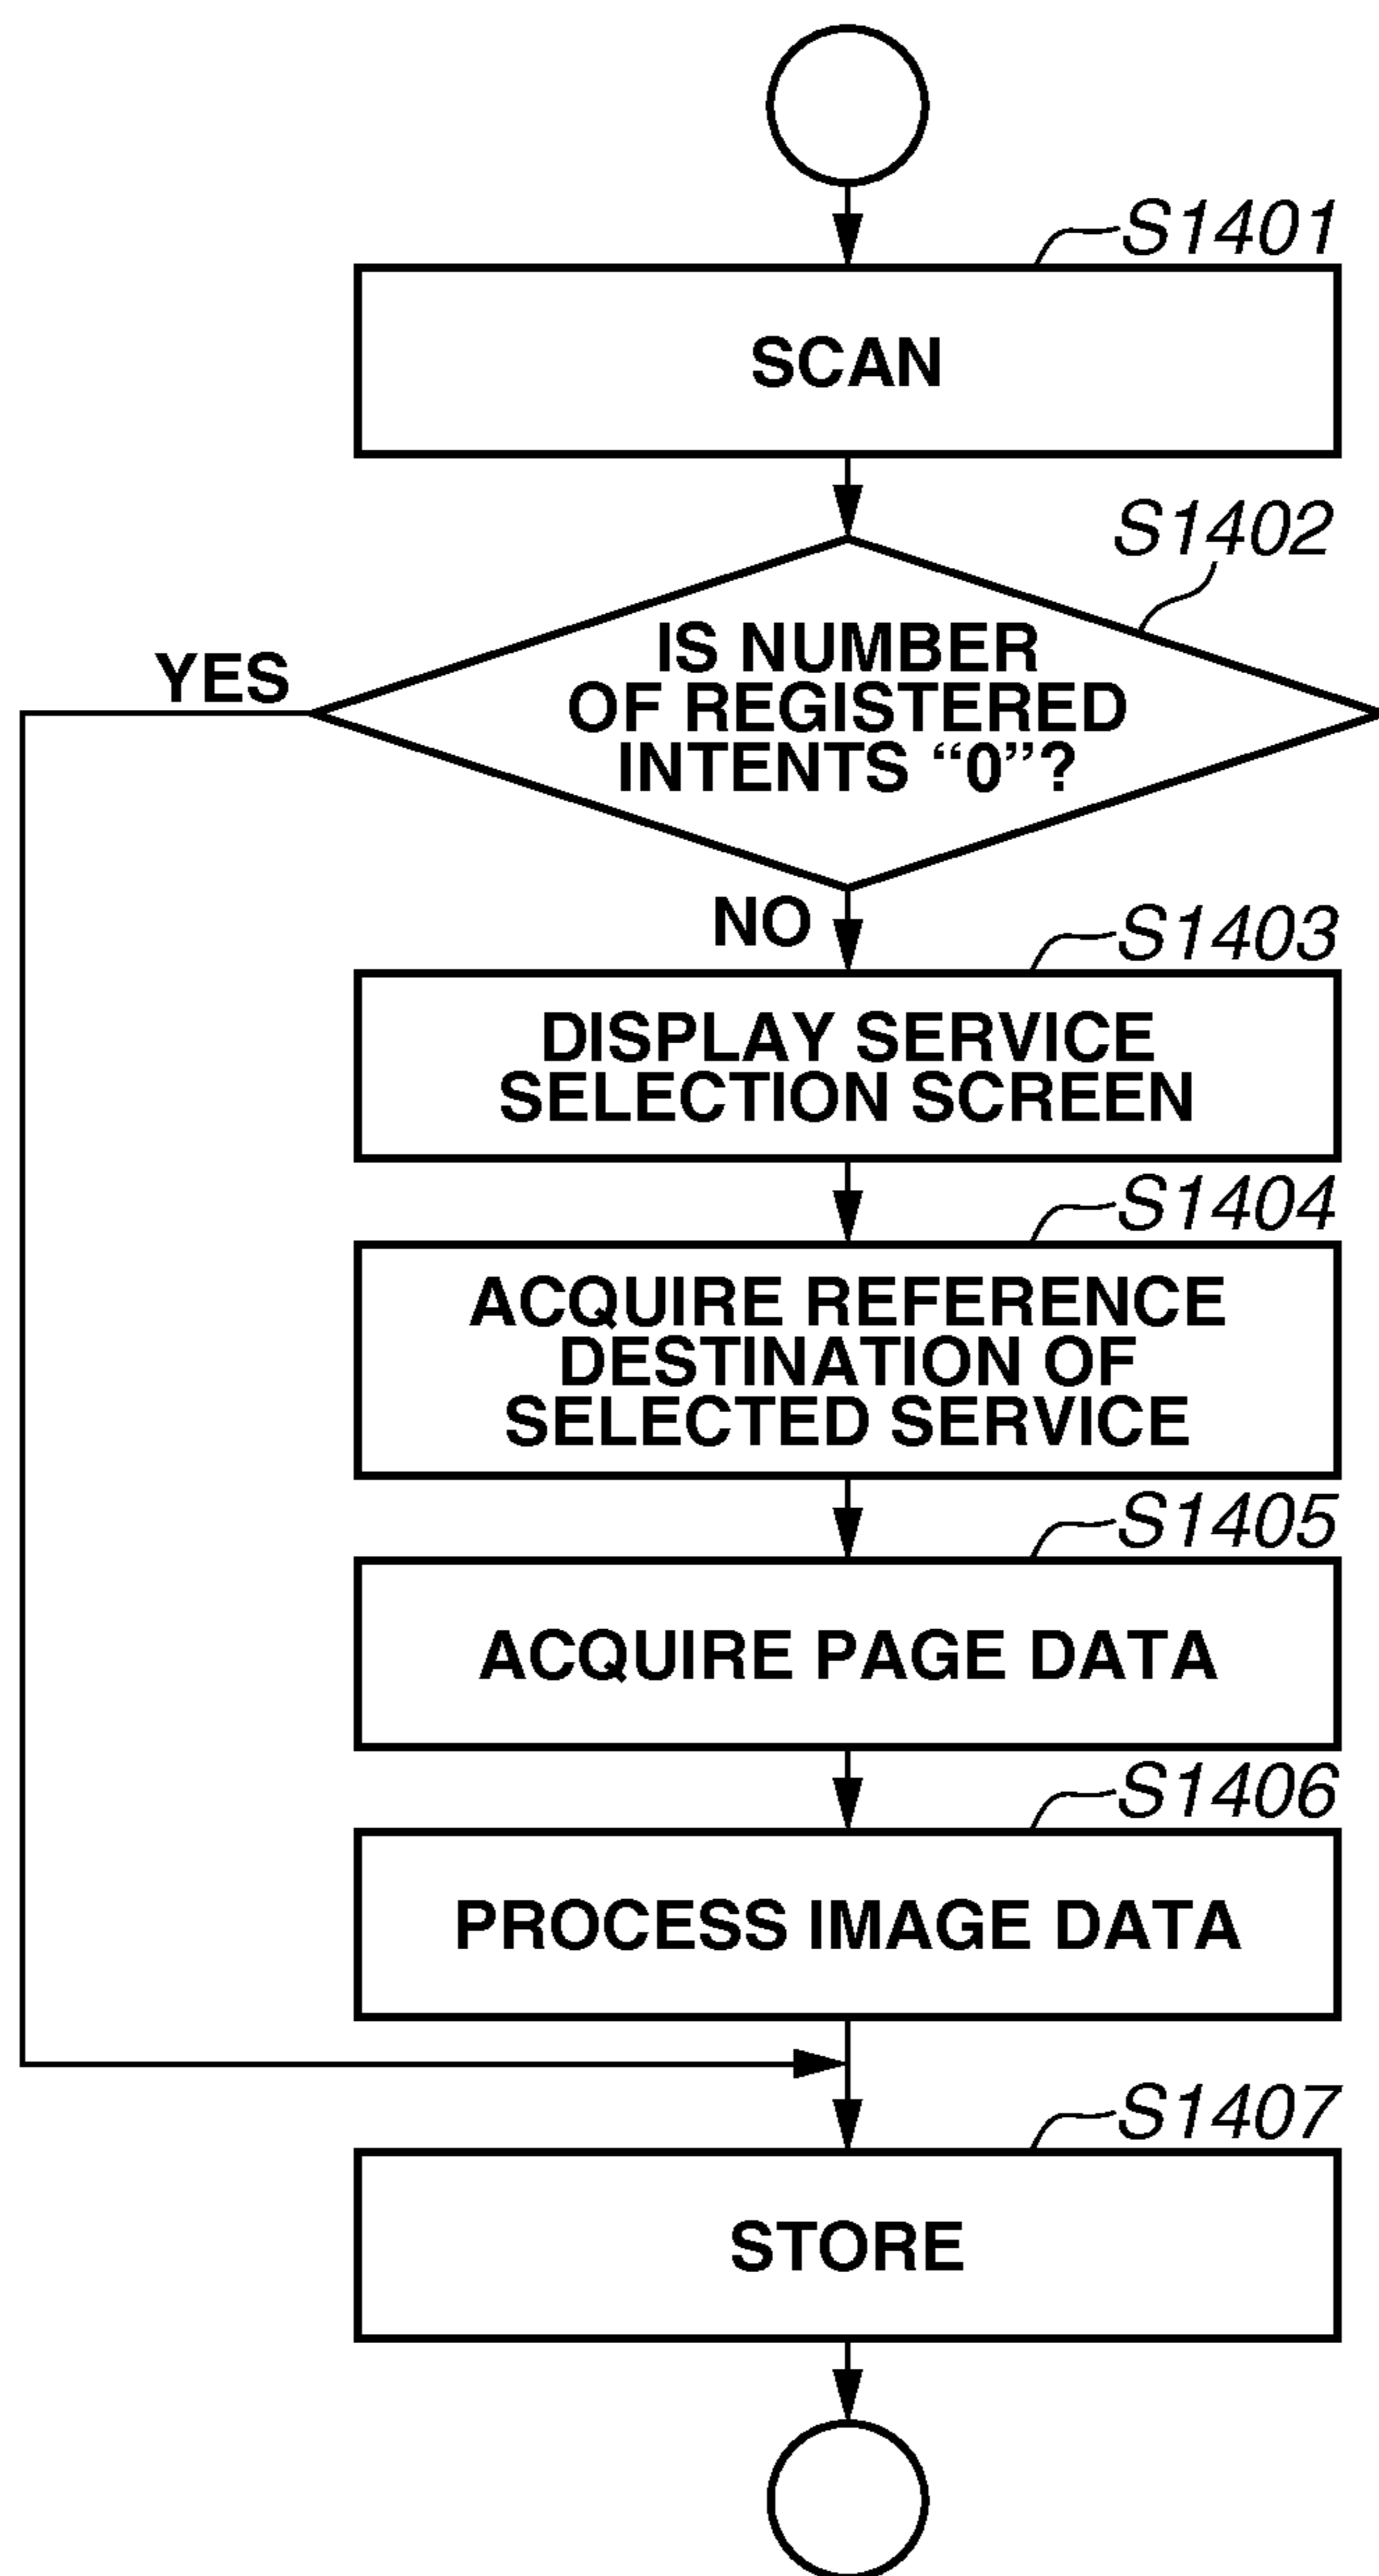 S1401
SCAN
S1402
IS NUMBER
OF REGISTERED
INTENTS “0”?
YES
NO
S1403
DISPLAY SERVICE
SELECTION SCREEN
S1404
ACQUIRE REFERENCE
DESTINATION OF
SELECTED SERVICE
S1405
ACQUIRE PAGE DATA
S1406
PROCESS IMAGE DATA
S1407
STORE